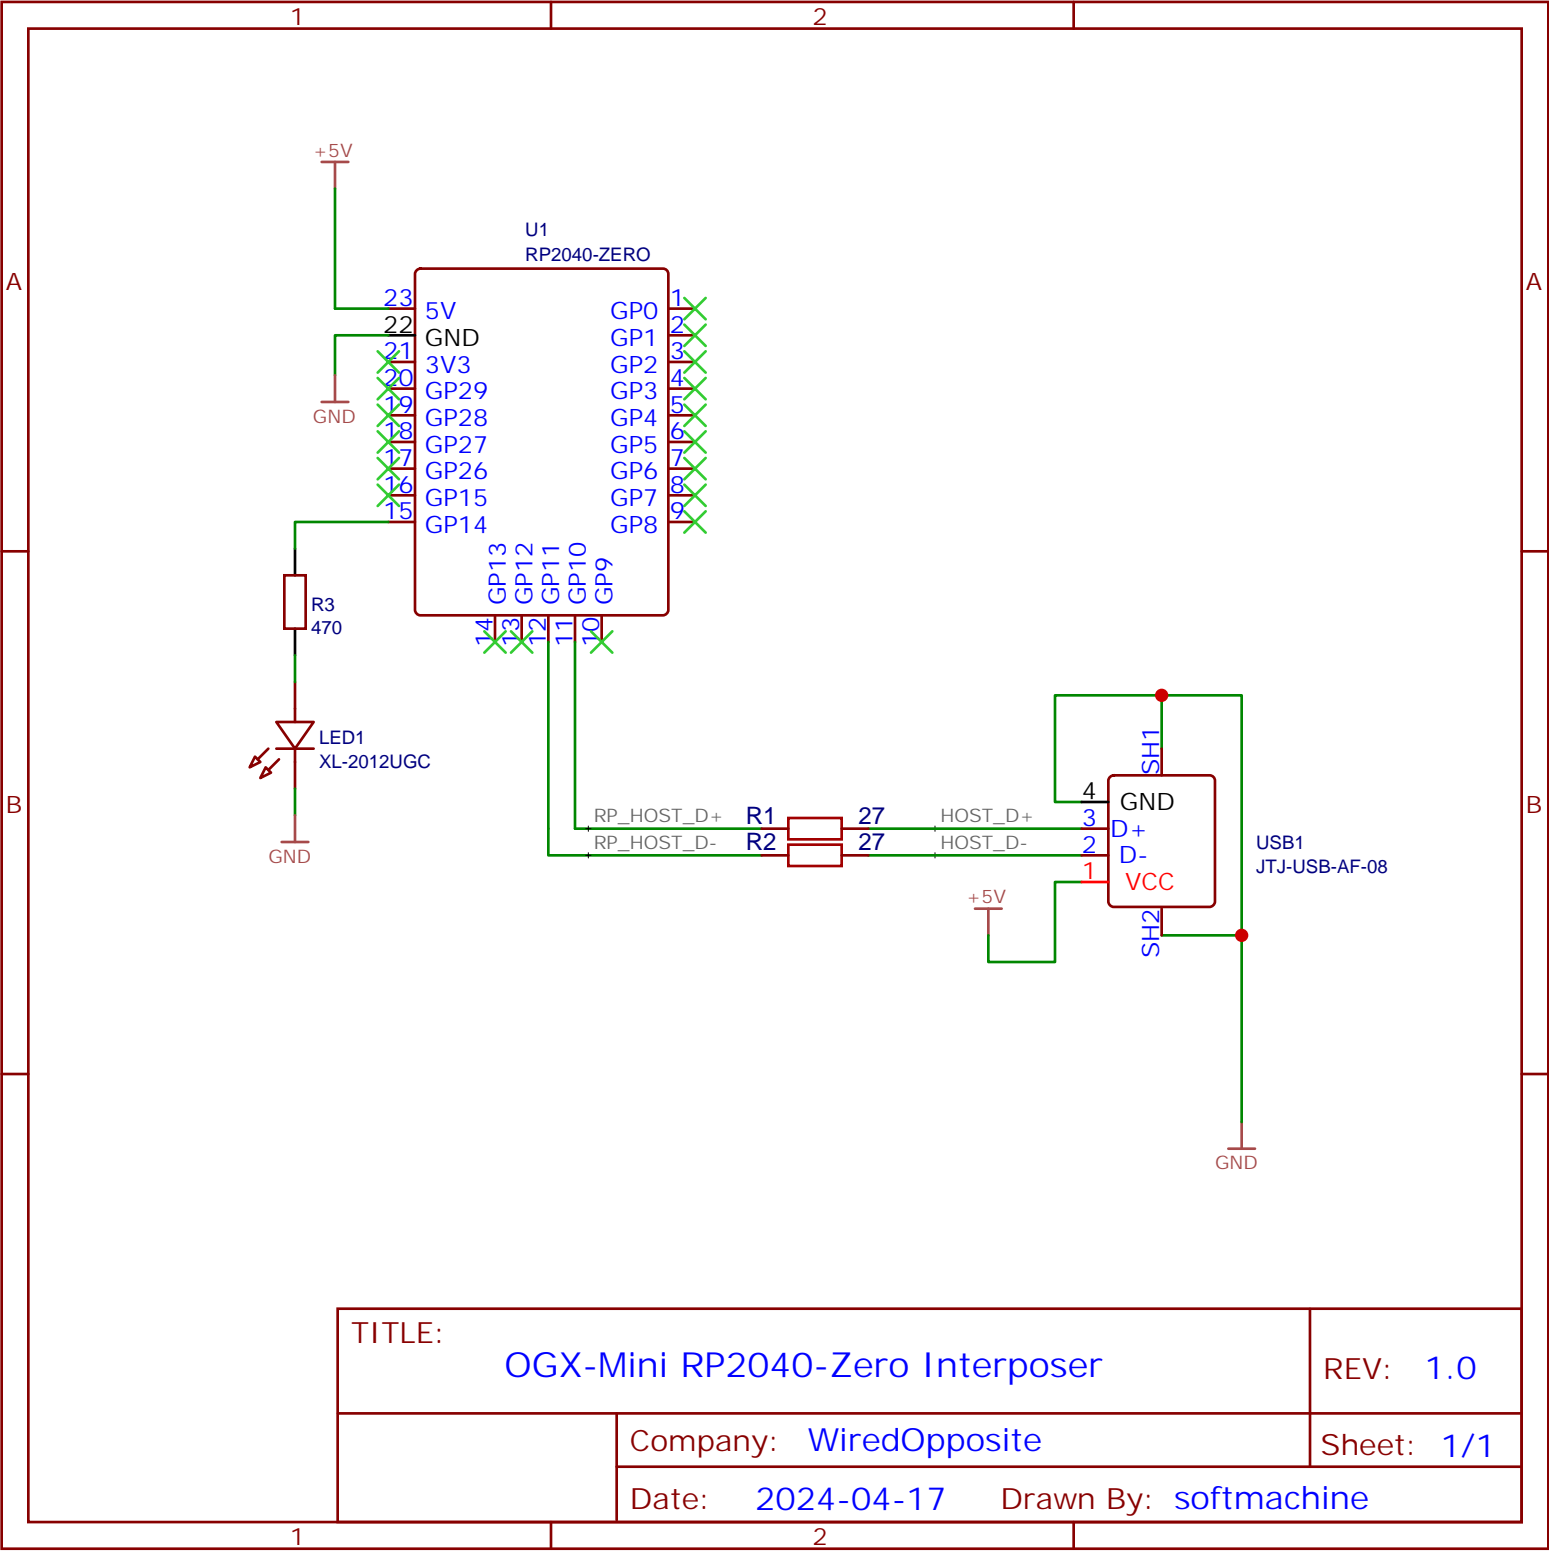 1
2
A
A
B
B
+5V
U1
RP2040-ZERO
23
5V
22
GND
21
3V3
20
GP29
19
GP28
18
GP27
17
GP26
16
GP15
15
GP14
1
GP0
2
GP1
3
GP2
4
GP3
5
GP4
6
GP5
7
GP6
8
GP7
9
GP8
GP13
GP12
GP11
GP10
GP9
14
13
12
11
10
GND
R3
470
LED1
XL-2012UGC
GND
RP_HOST_D+
R1
27
HOST_D+
RP_HOST_D-
R2
27
HOST_D-
SH1
4
GND
3
D+
2
D-
1
VCC
SH2
USB1
JTJ-USB-AF-08
+5V
GND
TITLE:
OGX-Mini RP2040-Zero Interposer
REV: 1.0
Company: WiredOpposite
Sheet: 1/1
Date: 2024-04-17 Drawn By: softmachine
1
2